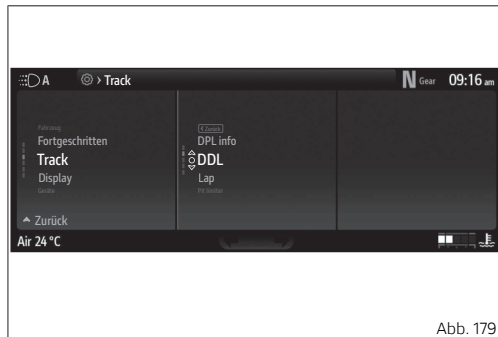 A > Track N Gear 09:16 am
Fahrzeug
Fortgeschritten
Track
Display
Geräte
Zurück
Zurück
DPL info
DDL
Lap
Pit limiter
Air 24 °C
Abb. 179